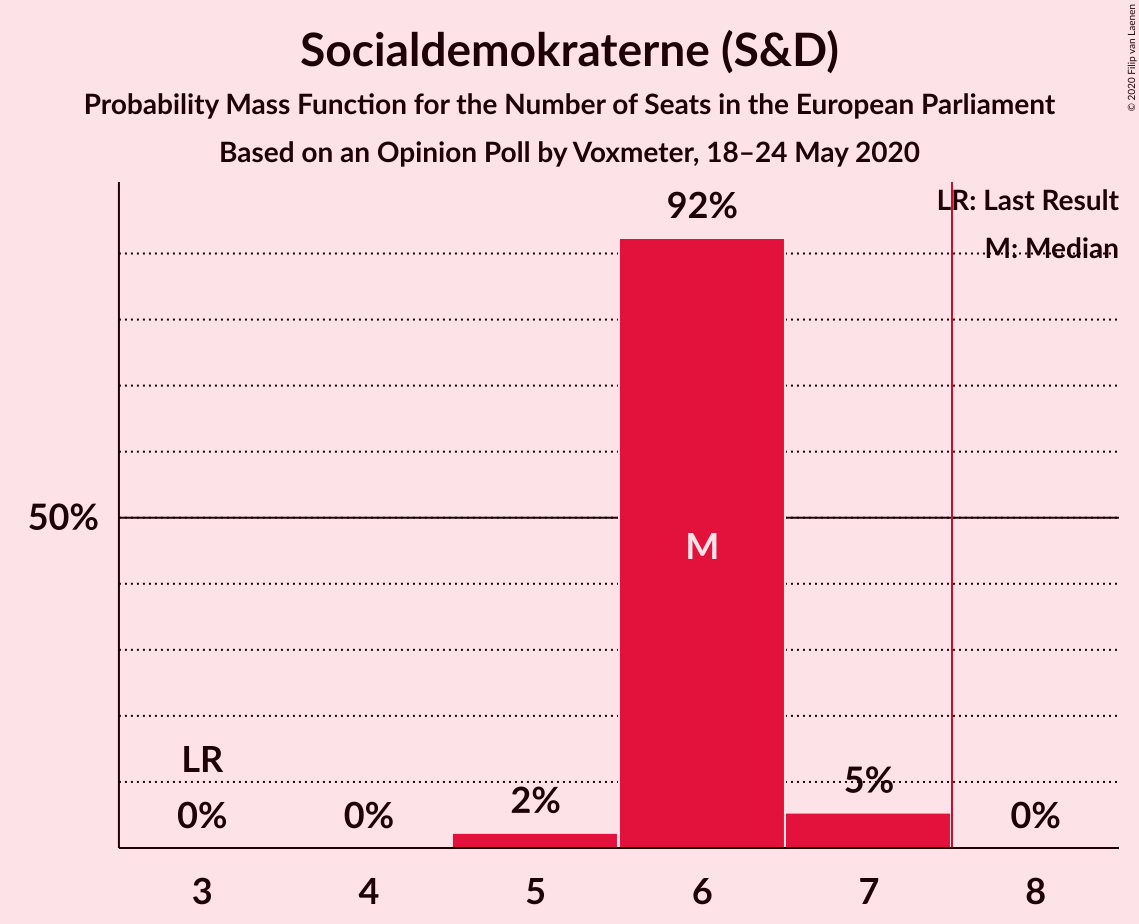 Socialdemokraterne (S&D)
Probability Mass Function for the Number of Seats in the European Parliament
Based on an Opinion Poll by Voxmeter, 18–24 May 2020
© 2020 Filip van Laenen
LR: Last Result
M: Median
92%
50%
M
LR
0%
0%
2%
5%
0%
3
4
5
6
7
8